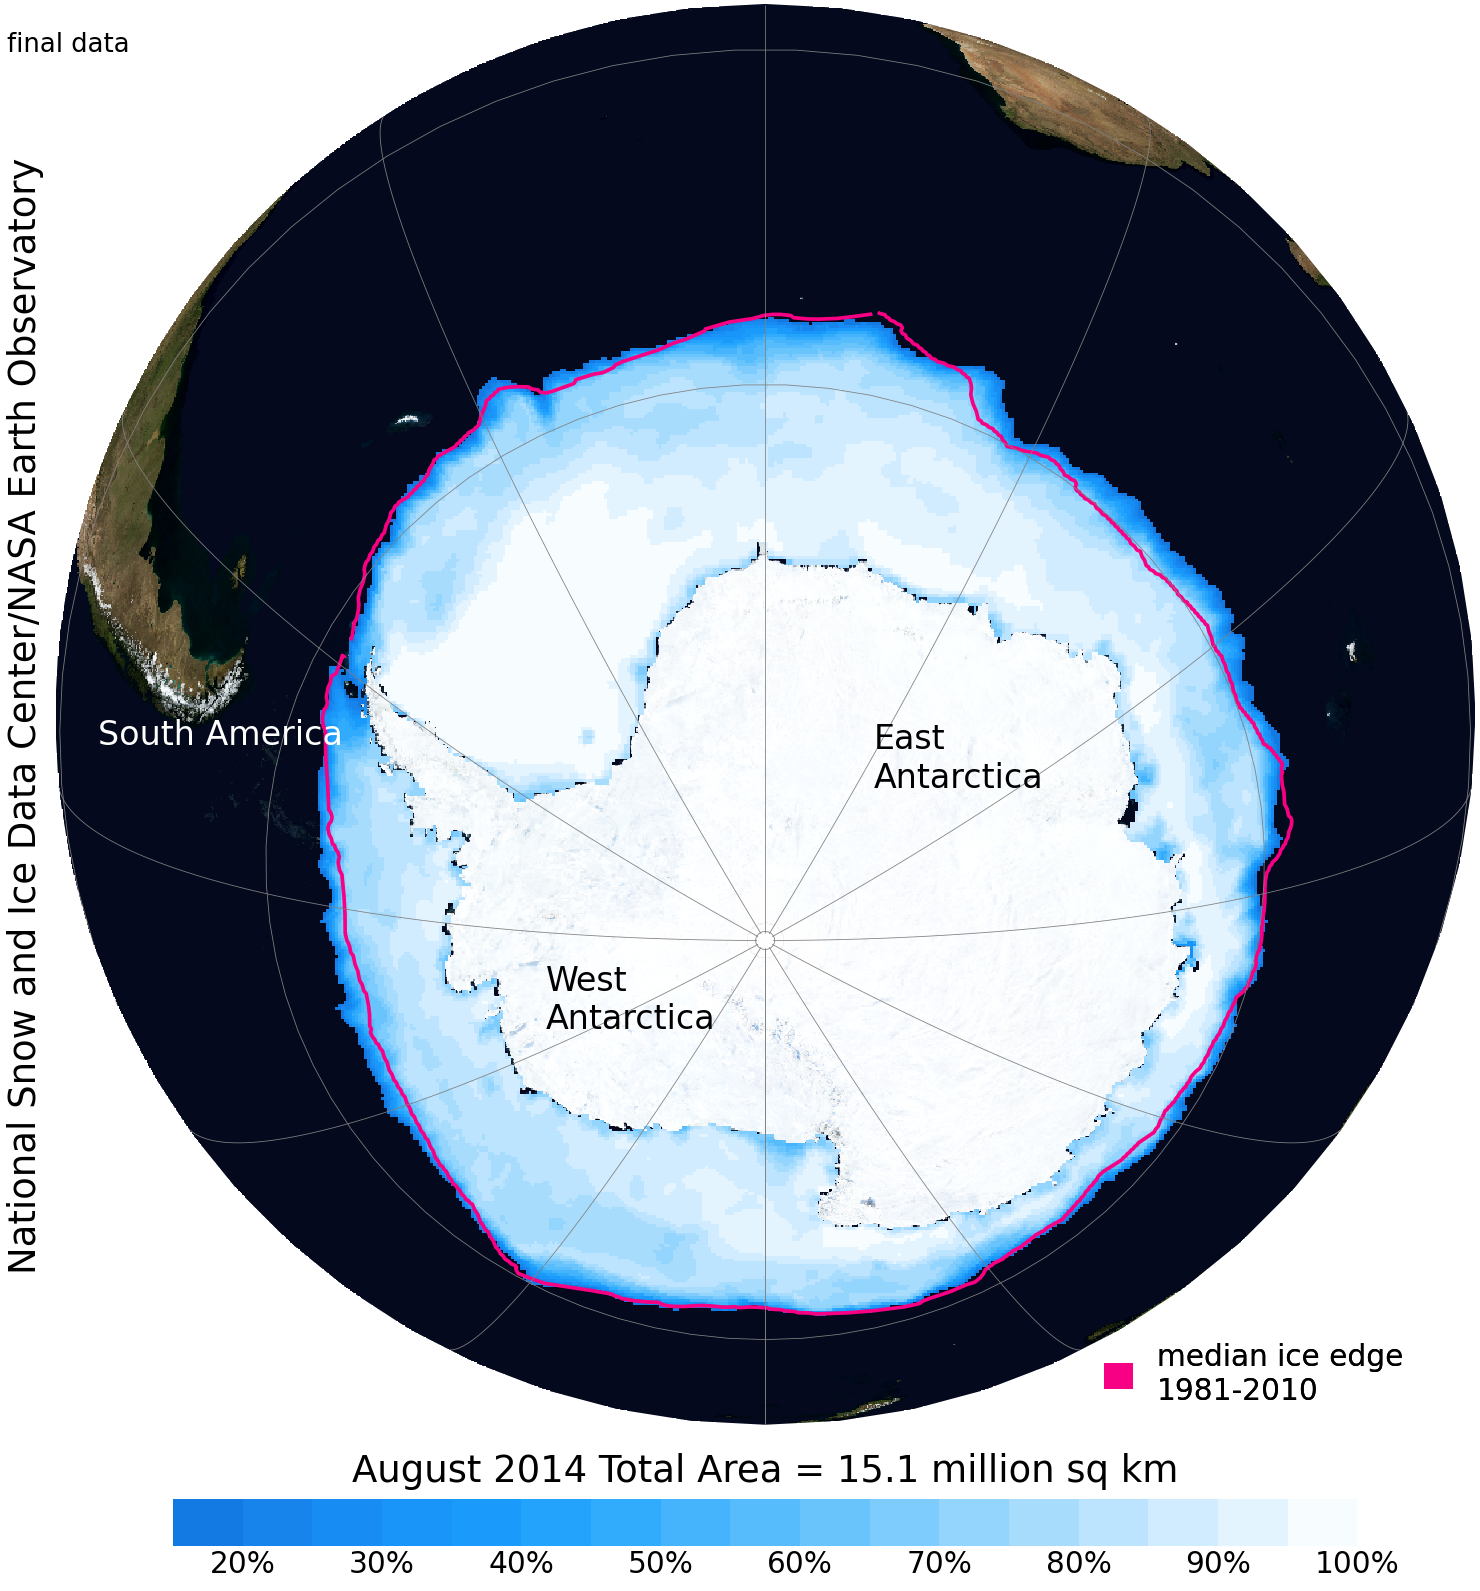 final data
National Snow and Ice Data Center/NASA Earth Observatory
South America
East
Antarctica
West
Antarctica
median ice edge
1981-2010
August 2014 Total Area = 15.1 million sq km
20% 30% 40% 50% 60% 70% 80% 90% 100%